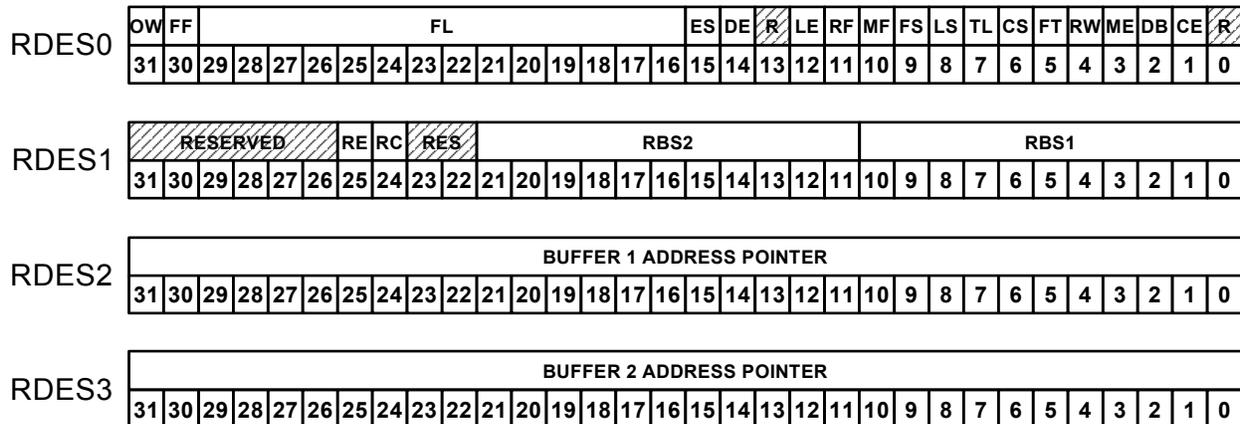 RDES0
OW FF FL ES DE R LE RF MF FS LS TL CS FT RW ME DB CE R
31 30 29 28 27 26 25 24 23 22 21 20 19 18 17 16 15 14 13 12 11 10 9 8 7 6 5 4 3 2 1 0
RDES1
RESERVED RE RC RES RBS2 RBS1
31 30 29 28 27 26 25 24 23 22 21 20 19 18 17 16 15 14 13 12 11 10 9 8 7 6 5 4 3 2 1 0
RDES2
BUFFER 1 ADDRESS POINTER
31 30 29 28 27 26 25 24 23 22 21 20 19 18 17 16 15 14 13 12 11 10 9 8 7 6 5 4 3 2 1 0
RDES3
BUFFER 2 ADDRESS POINTER
31 30 29 28 27 26 25 24 23 22 21 20 19 18 17 16 15 14 13 12 11 10 9 8 7 6 5 4 3 2 1 0